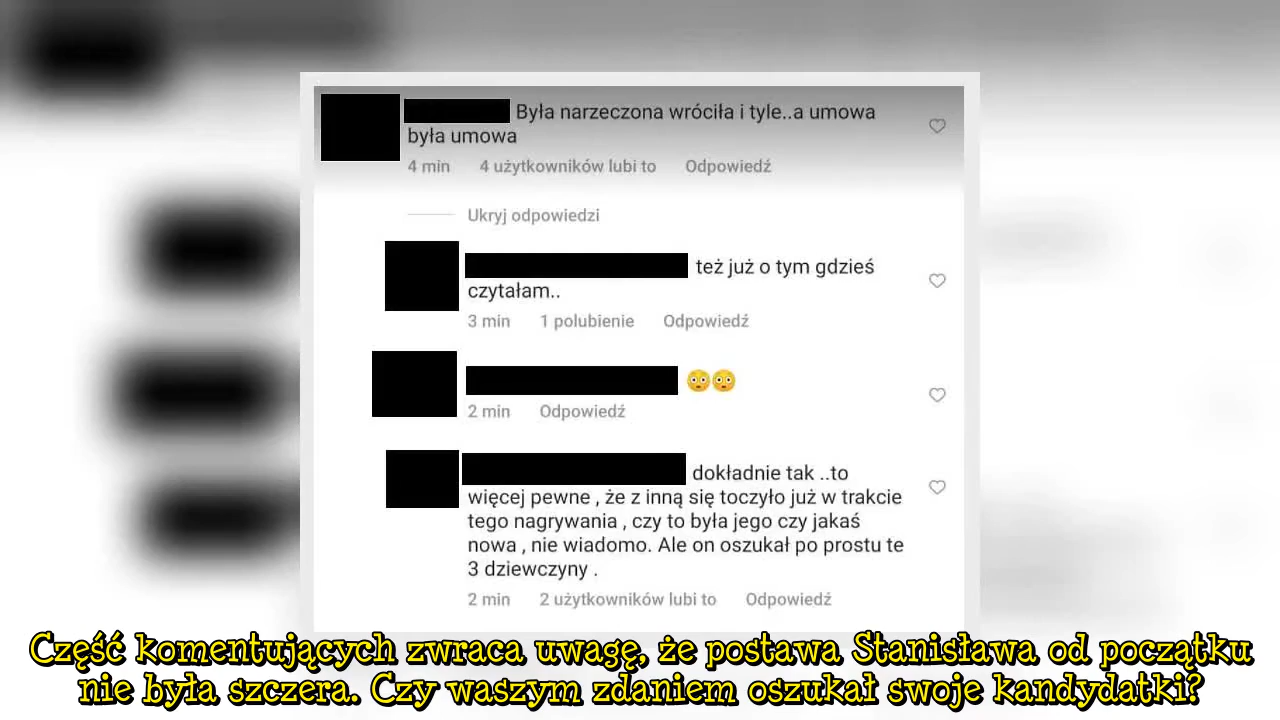 Była narzeczona wróciła i tyle..a umowa
była umowa
4 min 4 użytkowników lubi to Odpowiedź
Ukryj odpowiedzi
też już o tym gdzieś
czytałam..
3 min 1 polubienie Odpowiedź
😳😳
2 min Odpowiedź
dokładnie tak ..to
więcej pewne , że z inną się toczyło już w trakcie
tego nagrywania , czy to była jego czy jakaś
nowa , nie wiadomo. Ale on oszukał po prostu te
3 dziewczyny .
2 min 2 użytkowników lubi to Odpowiedź
Część komentujących zwraca uwagę, że postawa Stanisława od początku
nie była szczera. Czy waszym zdaniem oszukał swoje kandydatki?